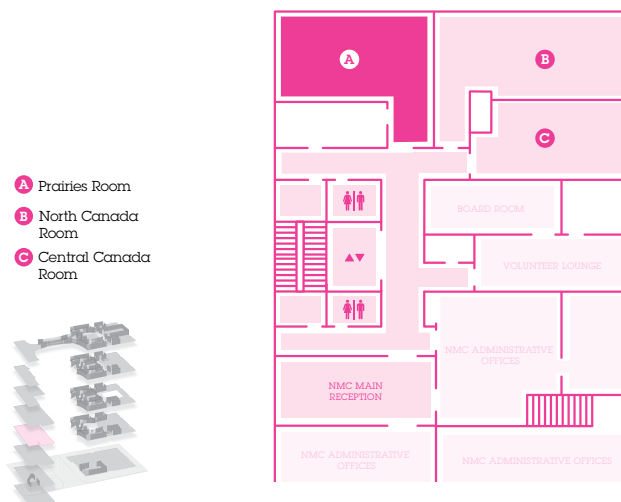 A Prairies Room
B North Canada
Room
C Central Canada
Room
A
B
C
BOARD ROOM
VOLUNTEER LOUNGE
NMC ADMINISTRATIVE
OFFICES
NMC MAIN
RECEPTION
NMC ADMINISTRATIVE
OFFICES
NMC ADMINISTRATIVE OFFICES